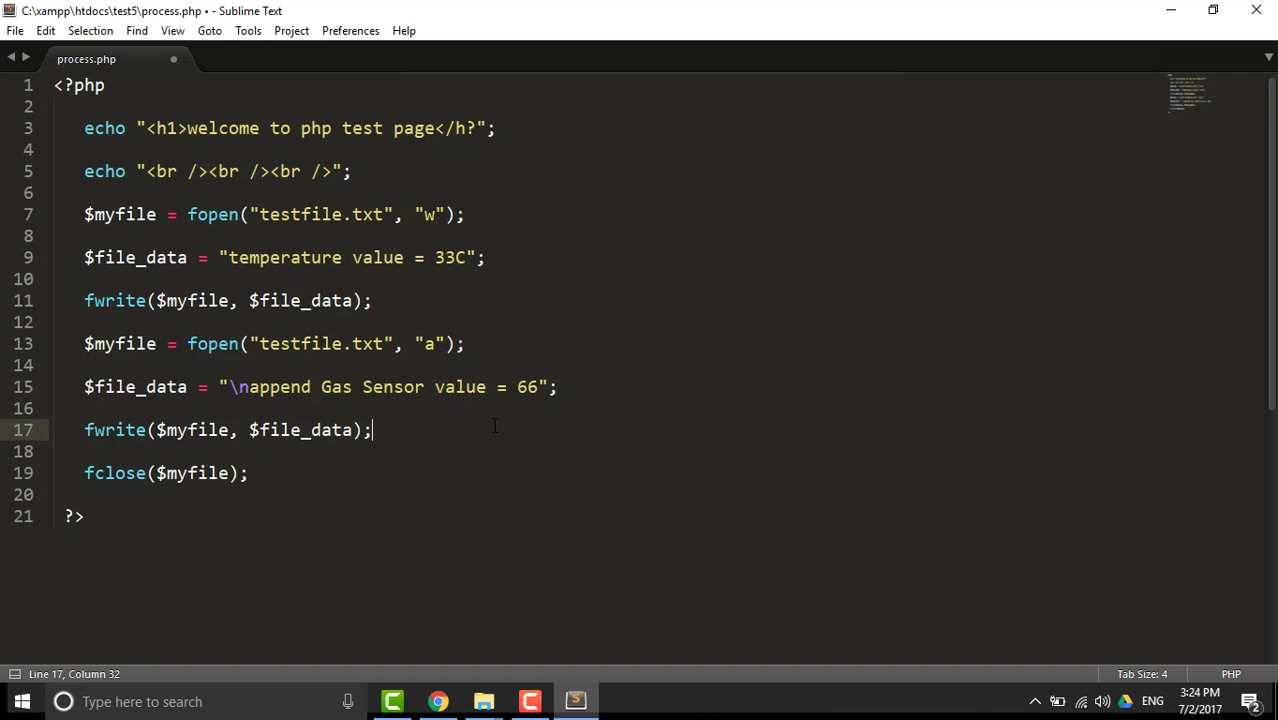 C:\xampp\htdocs\test5\process.php • - Sublime Text
File Edit Selection Find View Goto Tools Project Preferences Help
process.php
1 <?php
2
3 echo "<h1>welcome to php test page</h?";
4
5 echo "<br /><br /><br />";
6
7 $myfile = fopen("testfile.txt", "w");
8
9 $file_data = "temperature value = 33C";
10
11 fwrite($myfile, $file_data);
12
13 $myfile = fopen("testfile.txt", "a");
14
15 $file_data = "\nappend Gas Sensor value = 66";
16
17 fwrite($myfile, $file_data);
18
19 fclose($myfile);
20
21 ?>
Line 17, Column 32 Tab Size: 4 PHP
Type here to search ENG 3:24 PM
7/2/2017 2